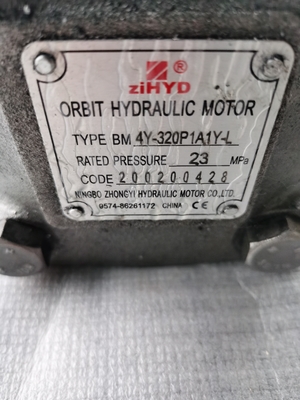 ®
ziHYD
ORBIT HYDRAULIC MOTOR
TYPE BM 4Y-320P1A1Y-L
RATED PRESSURE 23 MPa
CODE 200200428
NINGBO ZHONGYI HYDRAULIC MOTOR CO.,LTD.
9574-86261172 CHINA CE